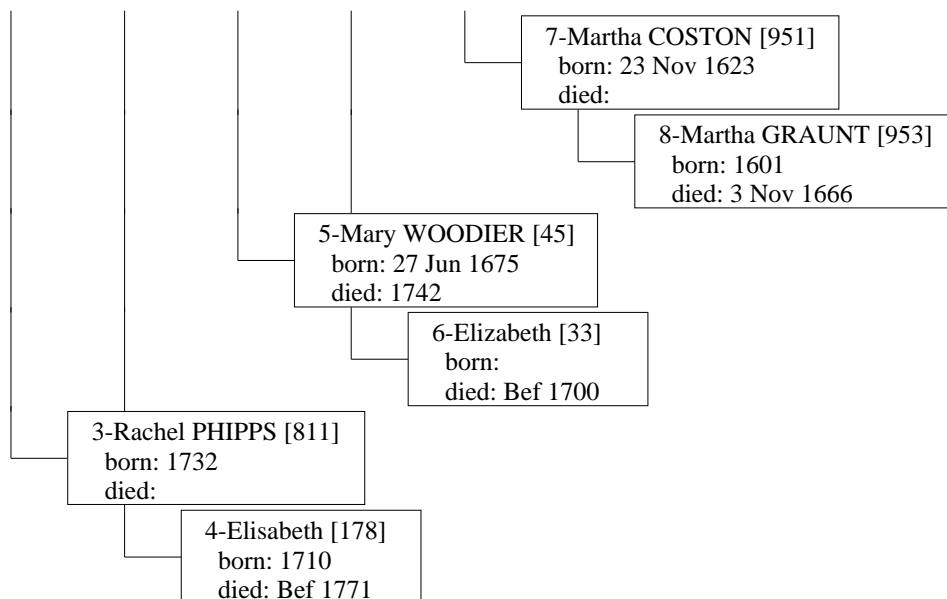 7-Martha COSTON [951]
born: 23 Nov 1623
died:
8-Martha GRAUNT [953]
born: 1601
died: 3 Nov 1666
5-Mary WOODIER [45]
born: 27 Jun 1675
died: 1742
6-Elizabeth [33]
born:
died: Bef 1700
3-Rachel PHIPPS [811]
born: 1732
died:
4-Elisabeth [178]
born: 1710
died: Bef 1771